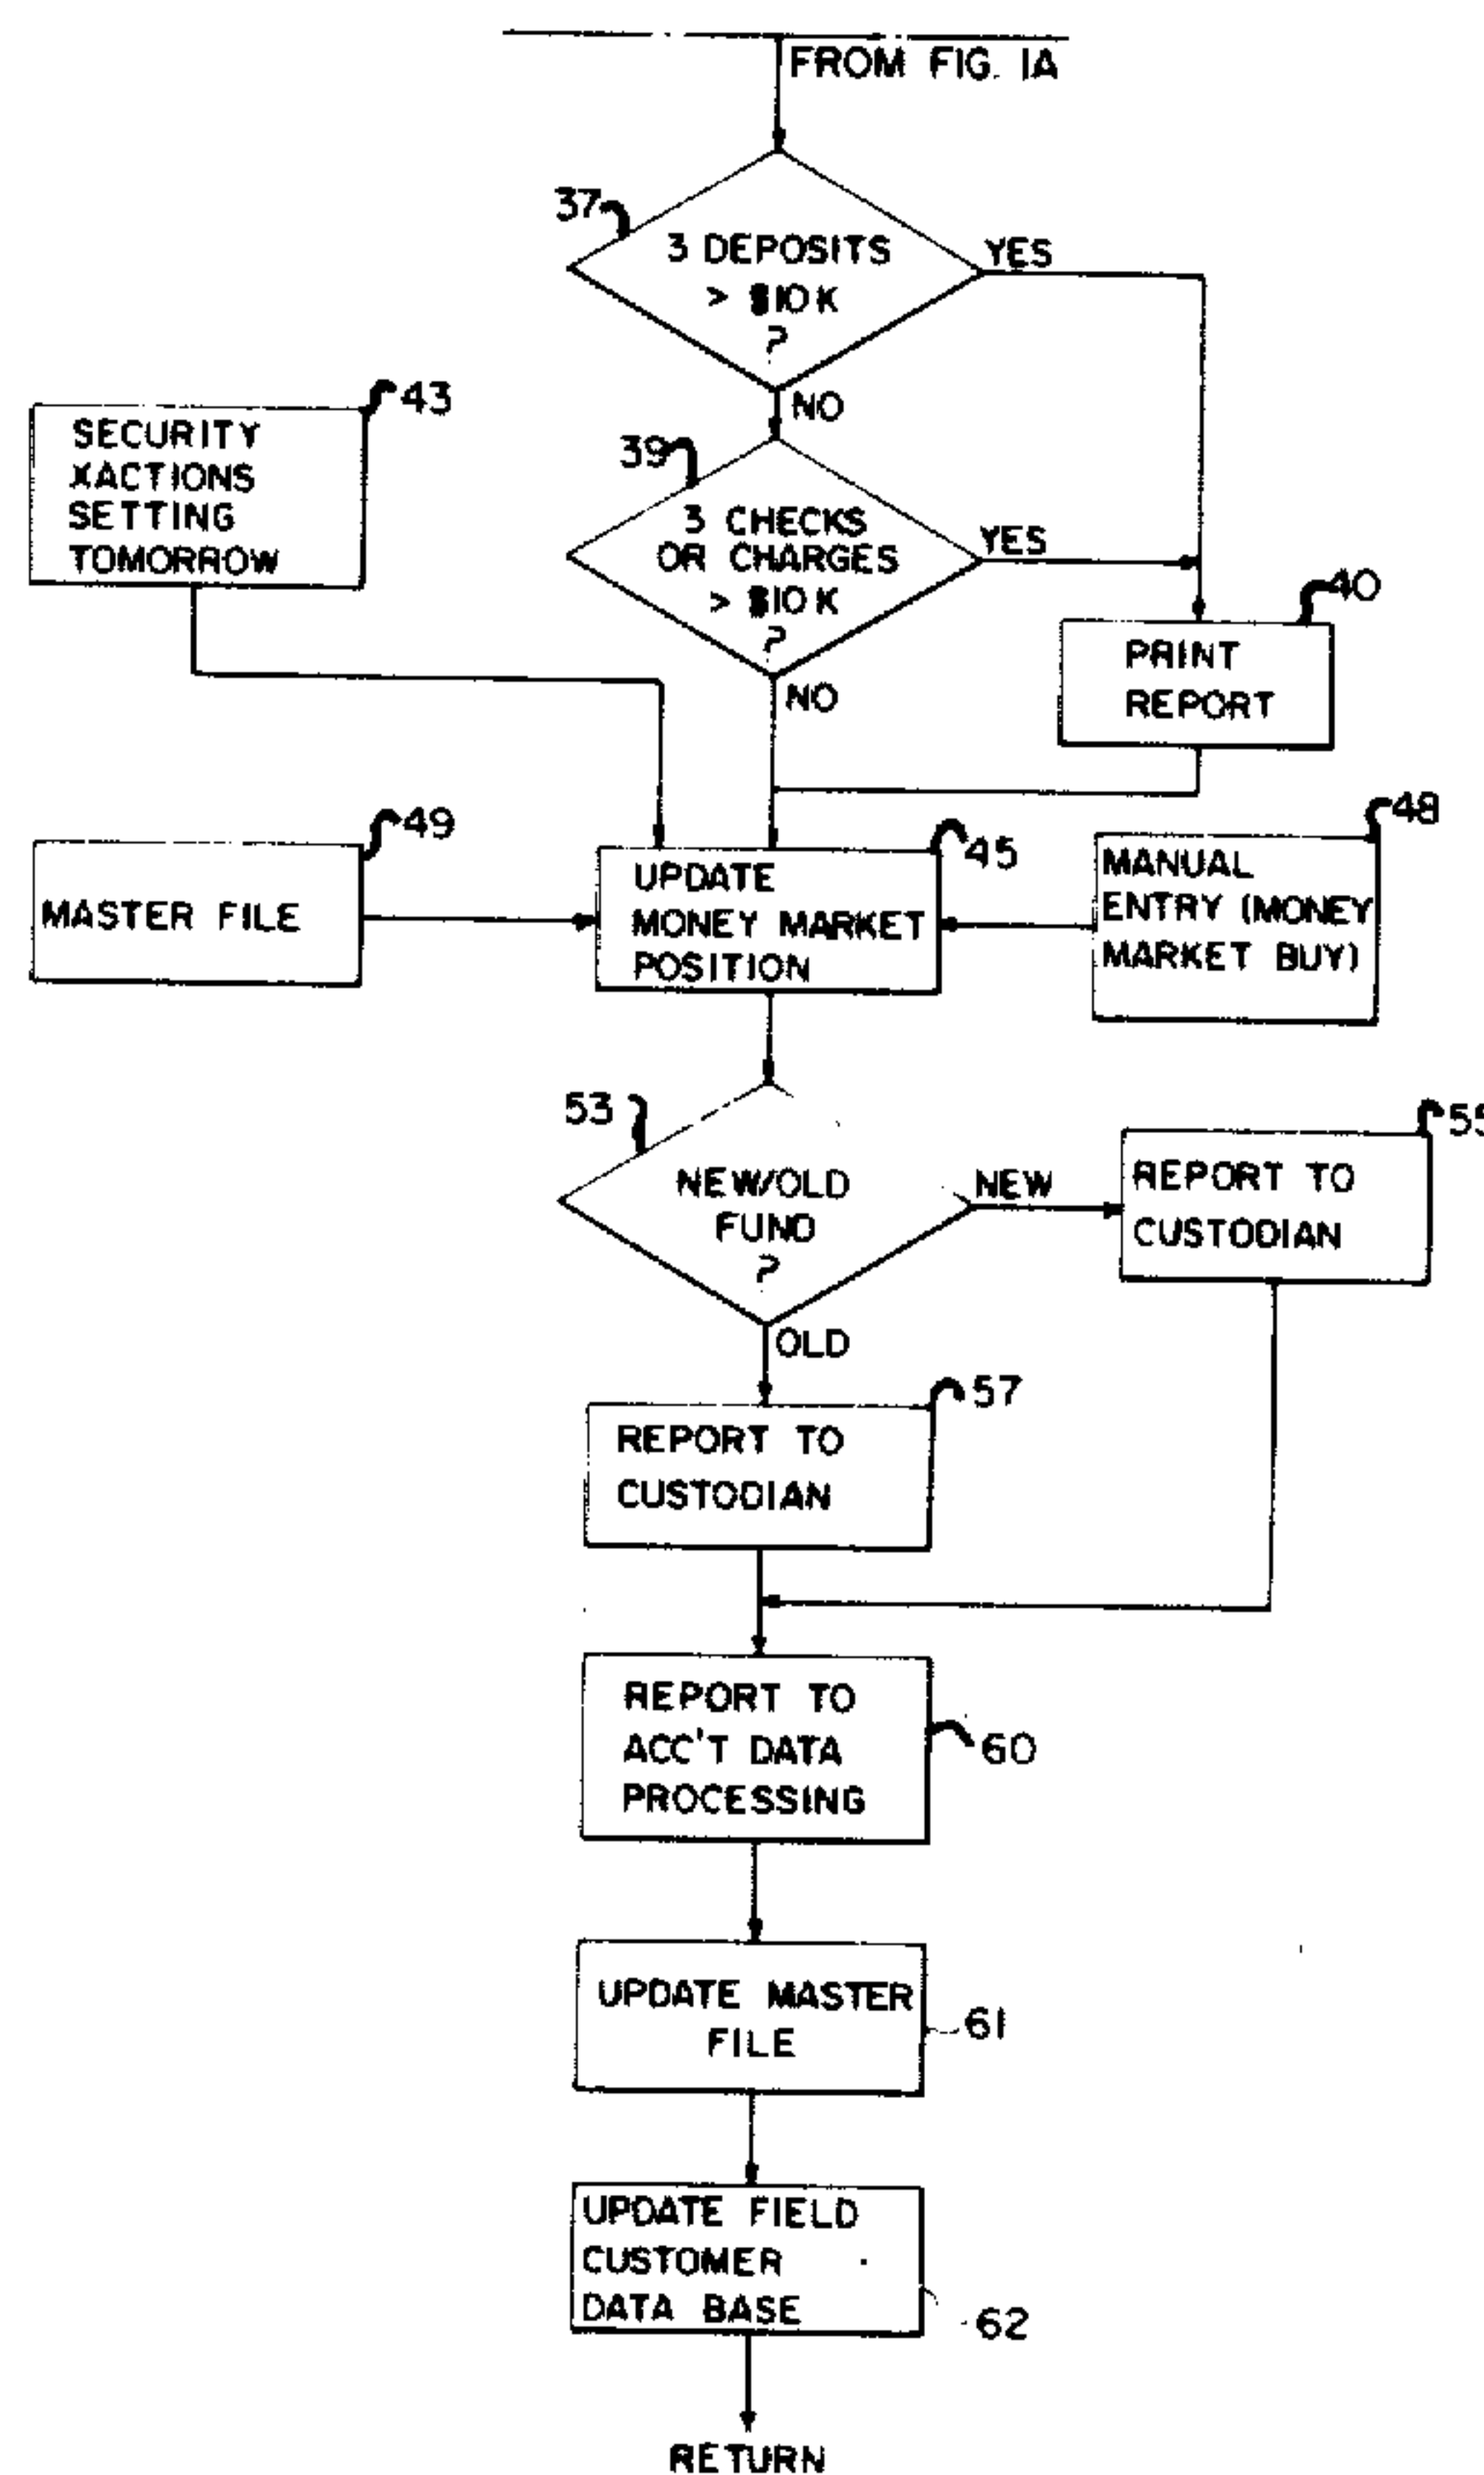 FROM FIG. 1A
37
3 DEPOSITS
> $10K
?
YES
NO
43
SECURITY
XACTIONS
SETTING
TOMORROW
39
3 CHECKS
OR CHARGES
> $10K
?
YES
NO
40
PRINT
REPORT
49
MASTER FILE
45
UPDATE
MONEY MARKET
POSITION
48
MANUAL
ENTRY (MONEY
MARKET BUY)
53
NEW/OLD
FUND
?
NEW
OLD
55
REPORT TO
CUSTODIAN
57
REPORT TO
CUSTODIAN
REPORT TO
ACC'T DATA
PROCESSING
60
UPDATE MASTER
FILE
61
UPDATE FIELD
CUSTOMER
DATA BASE
62
RETURN